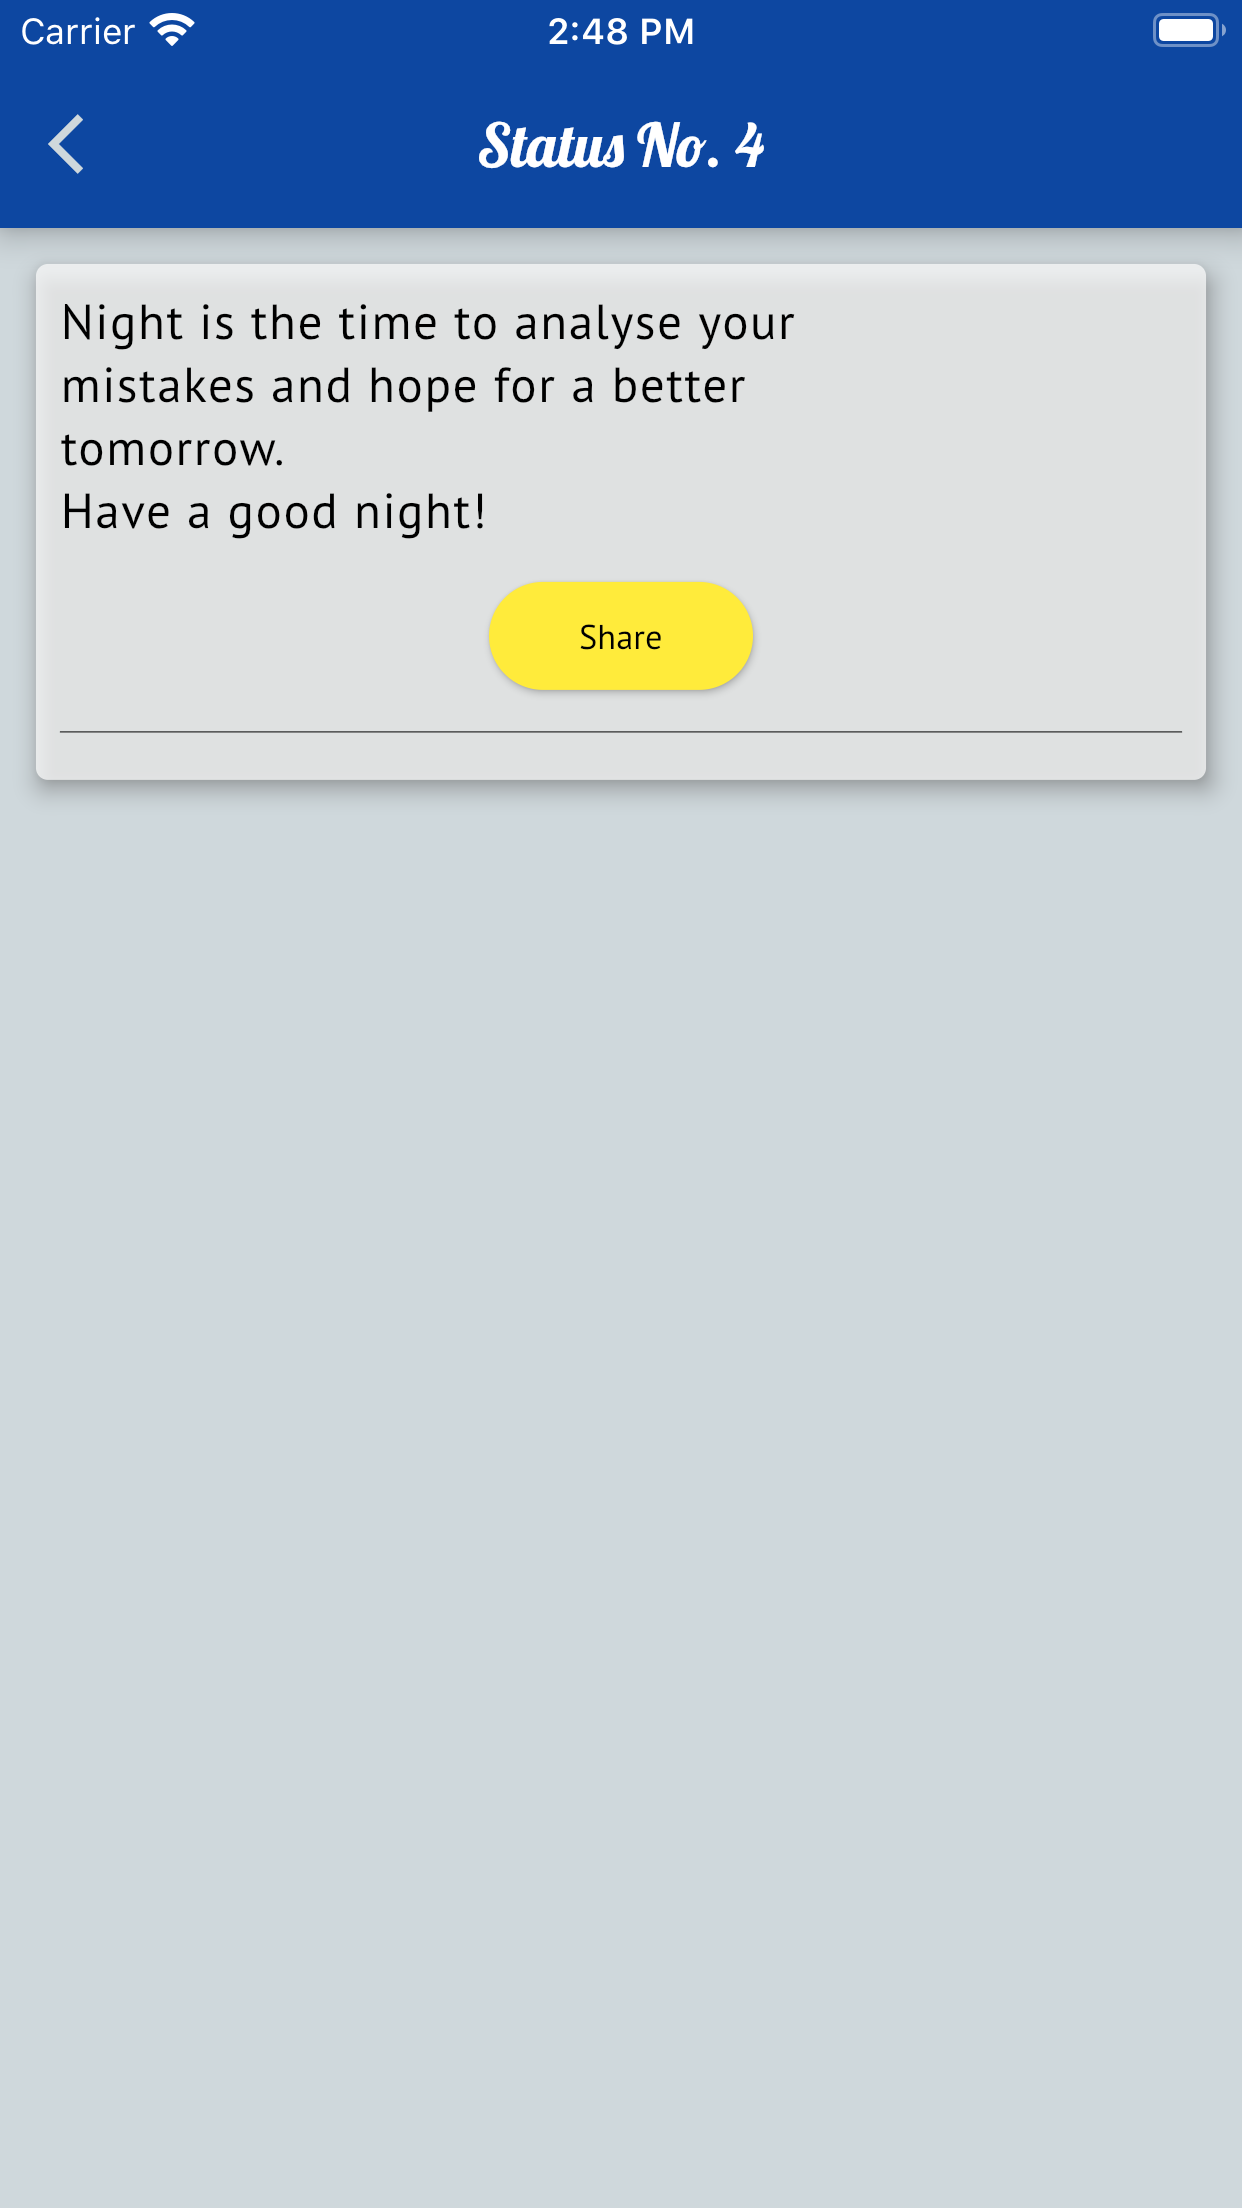 Carrier
2:48 PM
Status No. 4
Night is the time to analyse your
mistakes and hope for a better
tomorrow.
Have a good night!
Share